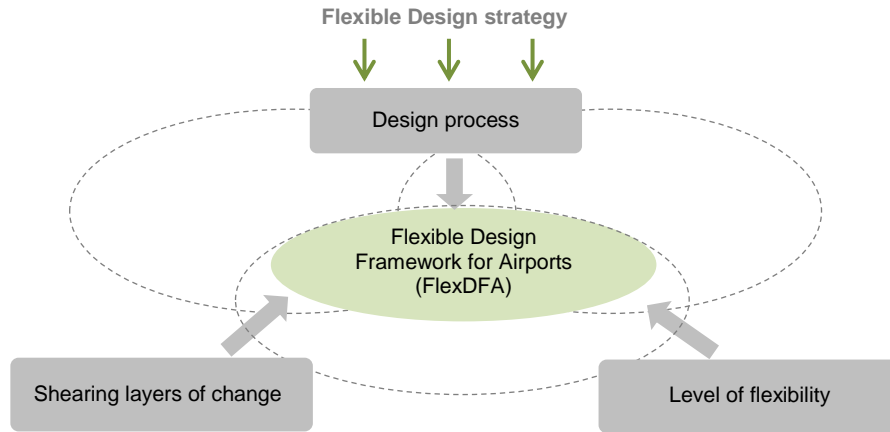 Flexible Design strategy
Design process
Flexible Design
Framework for Airports
(FlexDFA)
Shearing layers of change
Level of flexibility